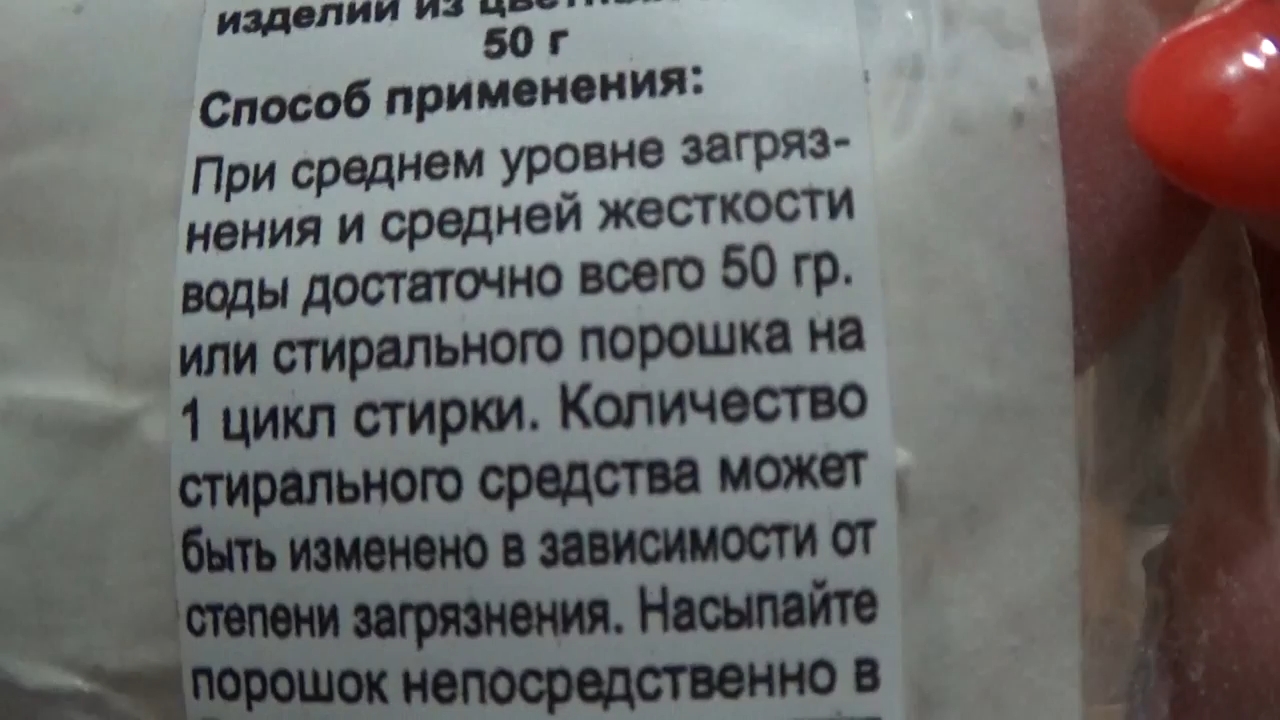 изделий из
50 г
Способ применения:
При среднем уровне загряз-
нения и средней жесткости
воды достаточно всего 50 гр.
или стирального порошка на
1 цикл стирки. Количество
стирального средства может
быть изменено в зависимости от
степени загрязнения. Насыпайте
порошок непосредственно в